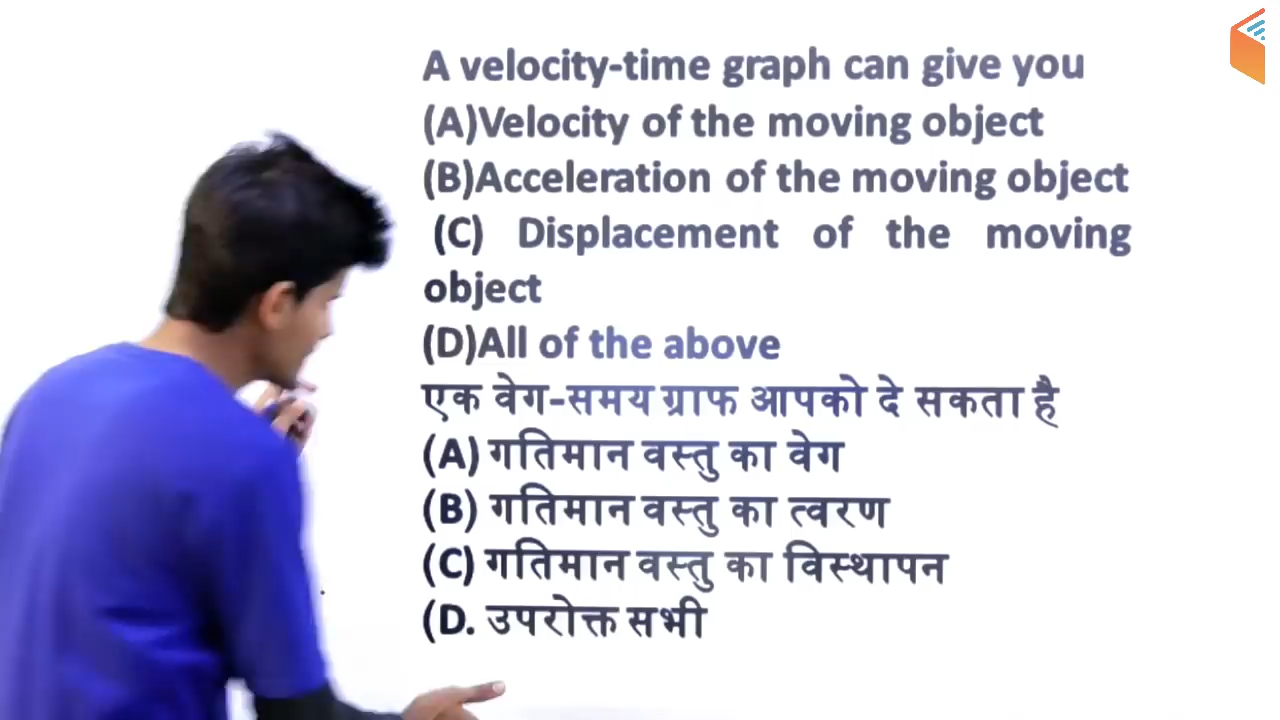 A velocity-time graph can give you
(A)Velocity of the moving object
(B)Acceleration of the moving object
(C) Displacement of the moving
object
(D)All of the above
एक वेग-समय ग्राफ आपको दे सकता है
(A) गतिमान वस्तु का वेग
(B) गतिमान वस्तु का त्वरण
(C) गतिमान वस्तु का विस्थापन
(D. उपरोक्त सभी